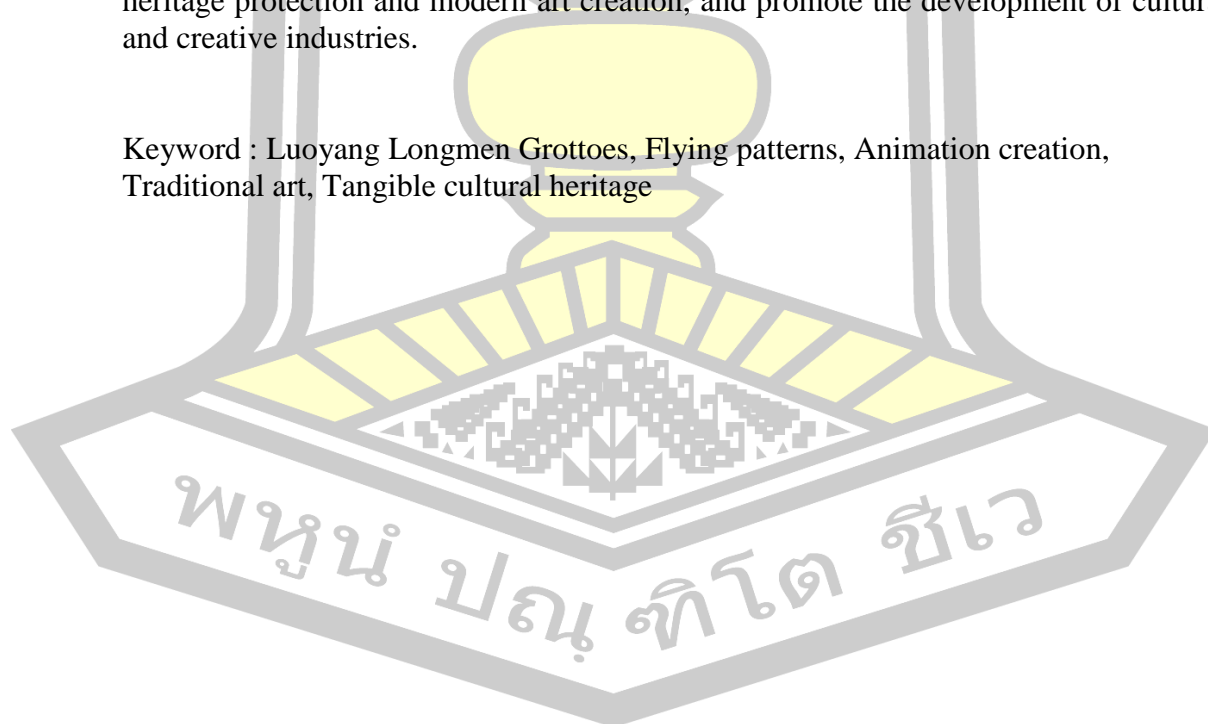 heritage protection and modern art creation, and promote the development of cultur
and creative industries.
Keyword : Luoyang Longmen Grottoes, Flying patterns, Animation creation,
Traditional art, Tangible cultural heritage
พหูนํ ปณฺฑิโต ชีเว